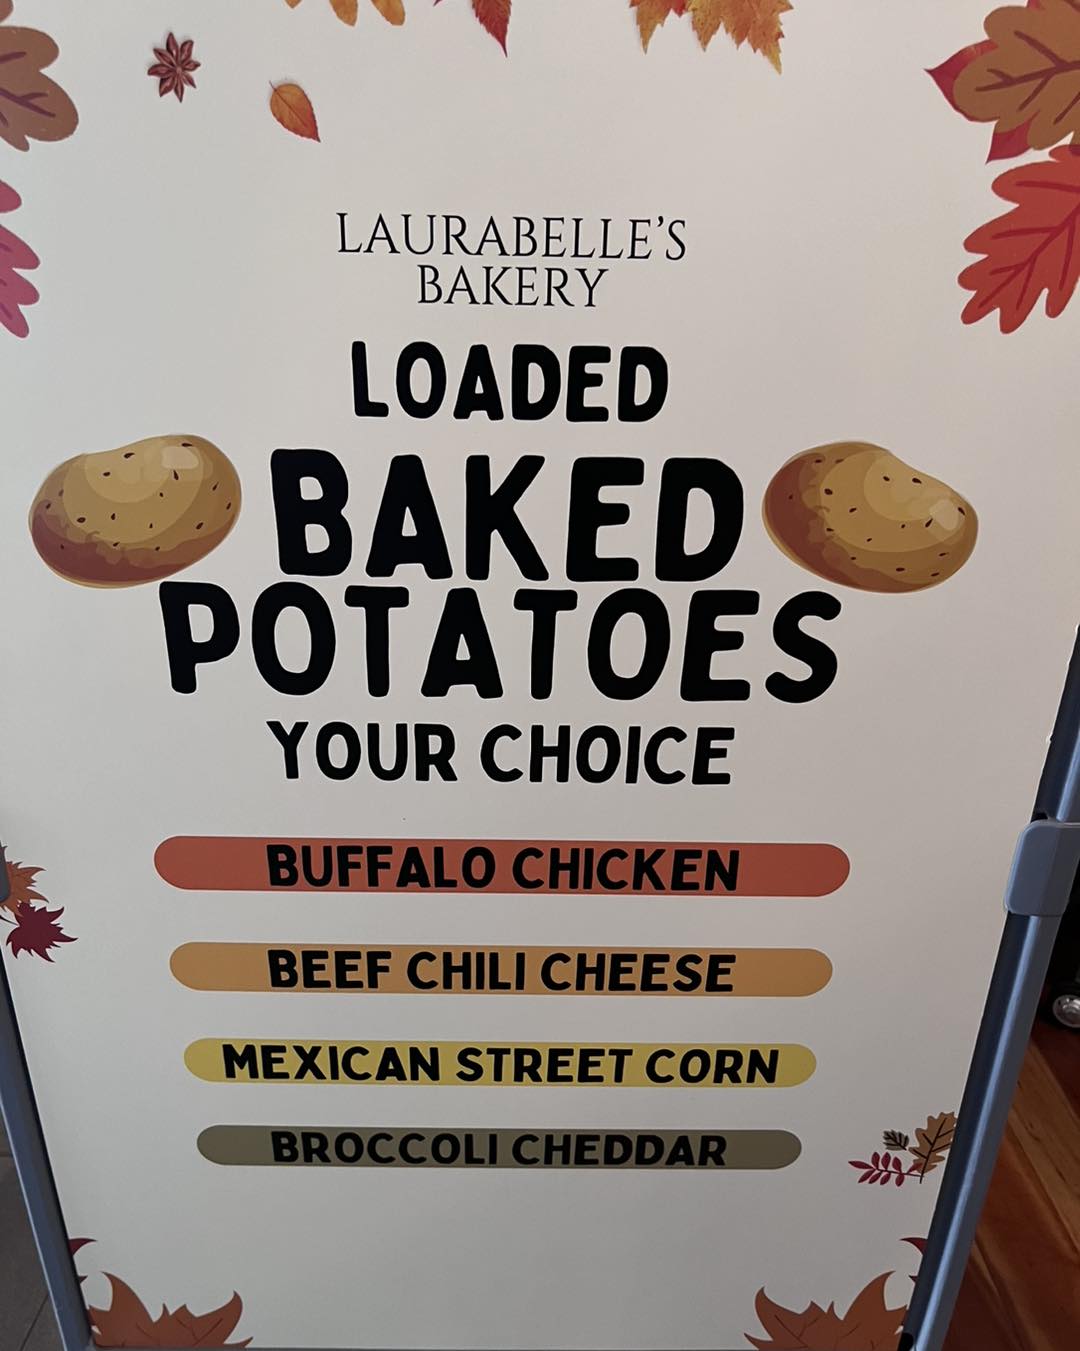 LAURABELLE'S
BAKERY
LOADED
BAKED
POTATOES
YOUR CHOICE
BUFFALO CHICKEN
BEEF CHILI CHEESE
MEXICAN STREET CORN
BROCCOLI CHEDDAR